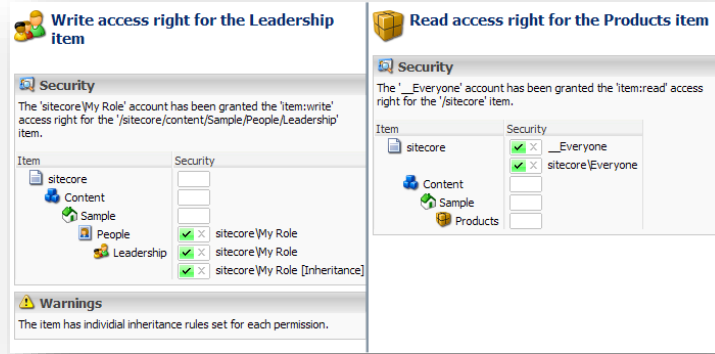 Write access right for the Leadership
item
Security
The 'sitecore\My Role' account has been granted the 'item:write'
access right for the '/sitecore/content/Sample/People/Leadership'
item.
Item Security
sitecore
Content
Sample
People sitecore\My Role
Leadership sitecore\My Role
sitecore\My Role [Inheritance]
Warnings
The item has individial inheritance rules set for each permission.
Read access right for the Products item
Security
The '__Everyone' account has been granted the 'item:read' access
right for the '/sitecore' item.
Item Security
sitecore __Everyone
sitecore\Everyone
Content
Sample
Products